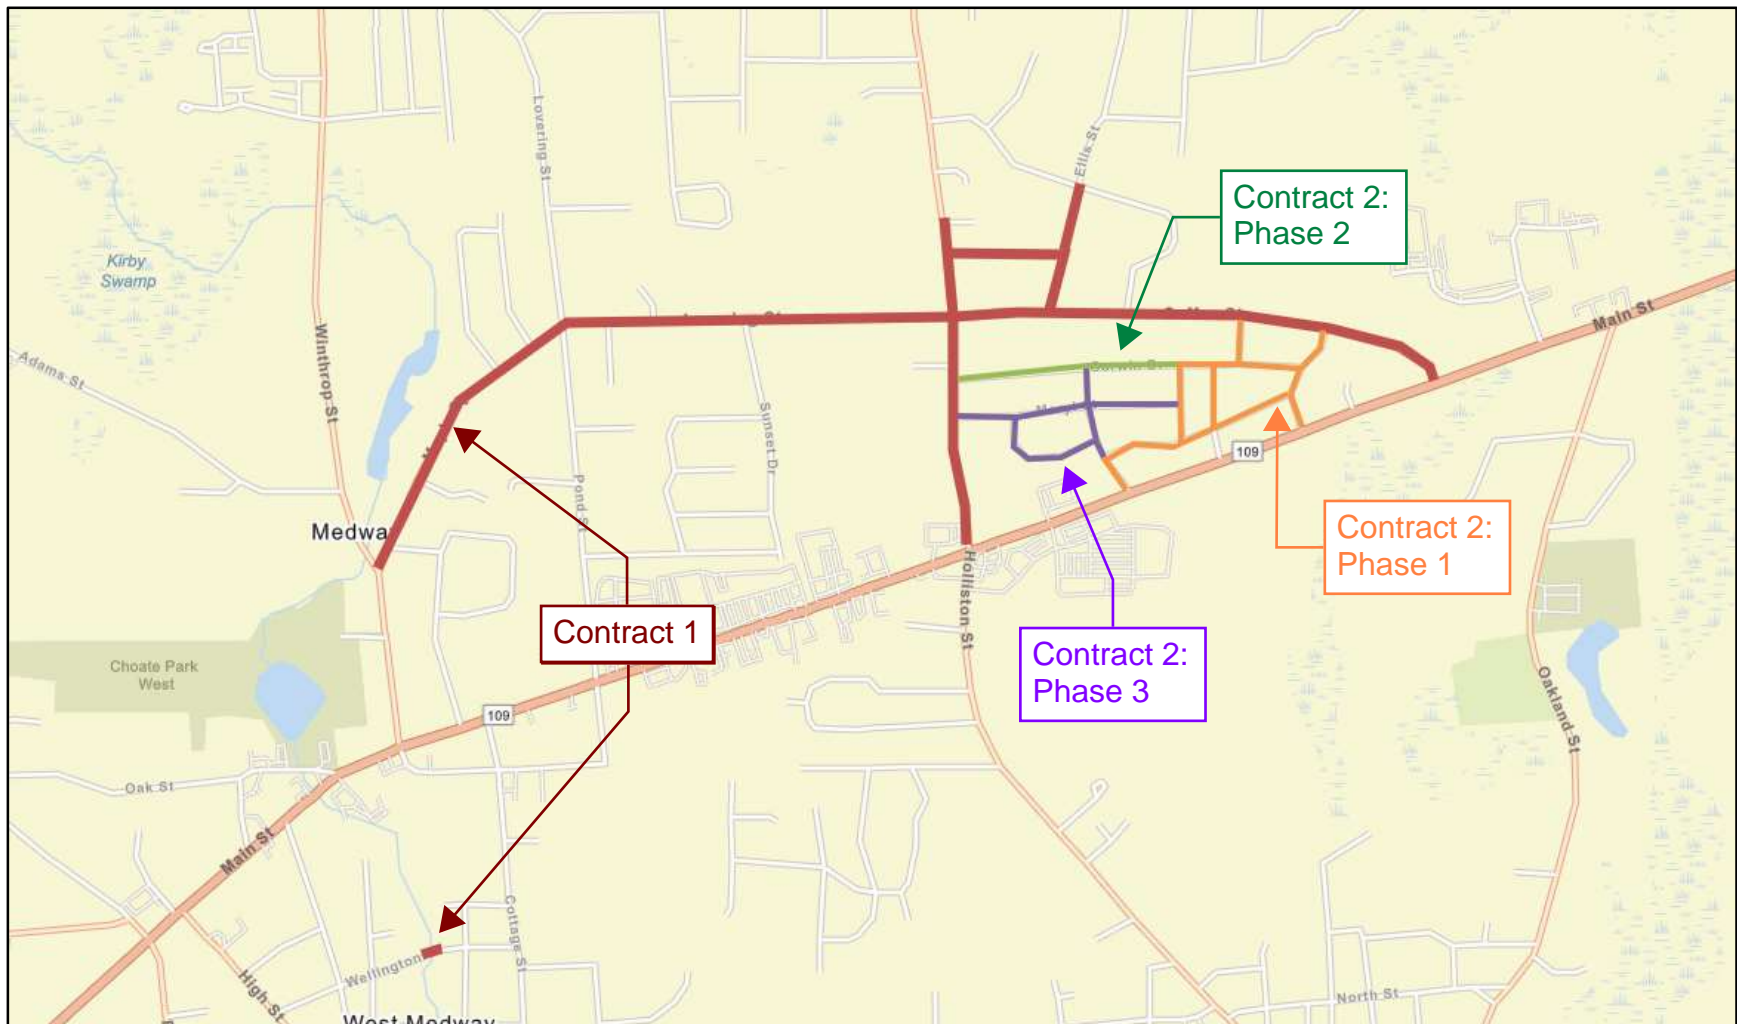 Lovering St
Ellis St
Contract 2:
Phase 2
Kirby
Swamp
Main St
Winthrop St
Adams St
Sunset Dr
109
Pond St
Medwa
Contract 2:
Phase 1
Holliston St
Contract 1
Contract 2:
Phase 3
Choate Park
West
Oakland St
109
Oak St
Main St
Cottage St
Wellington
High St
North St
West Medway